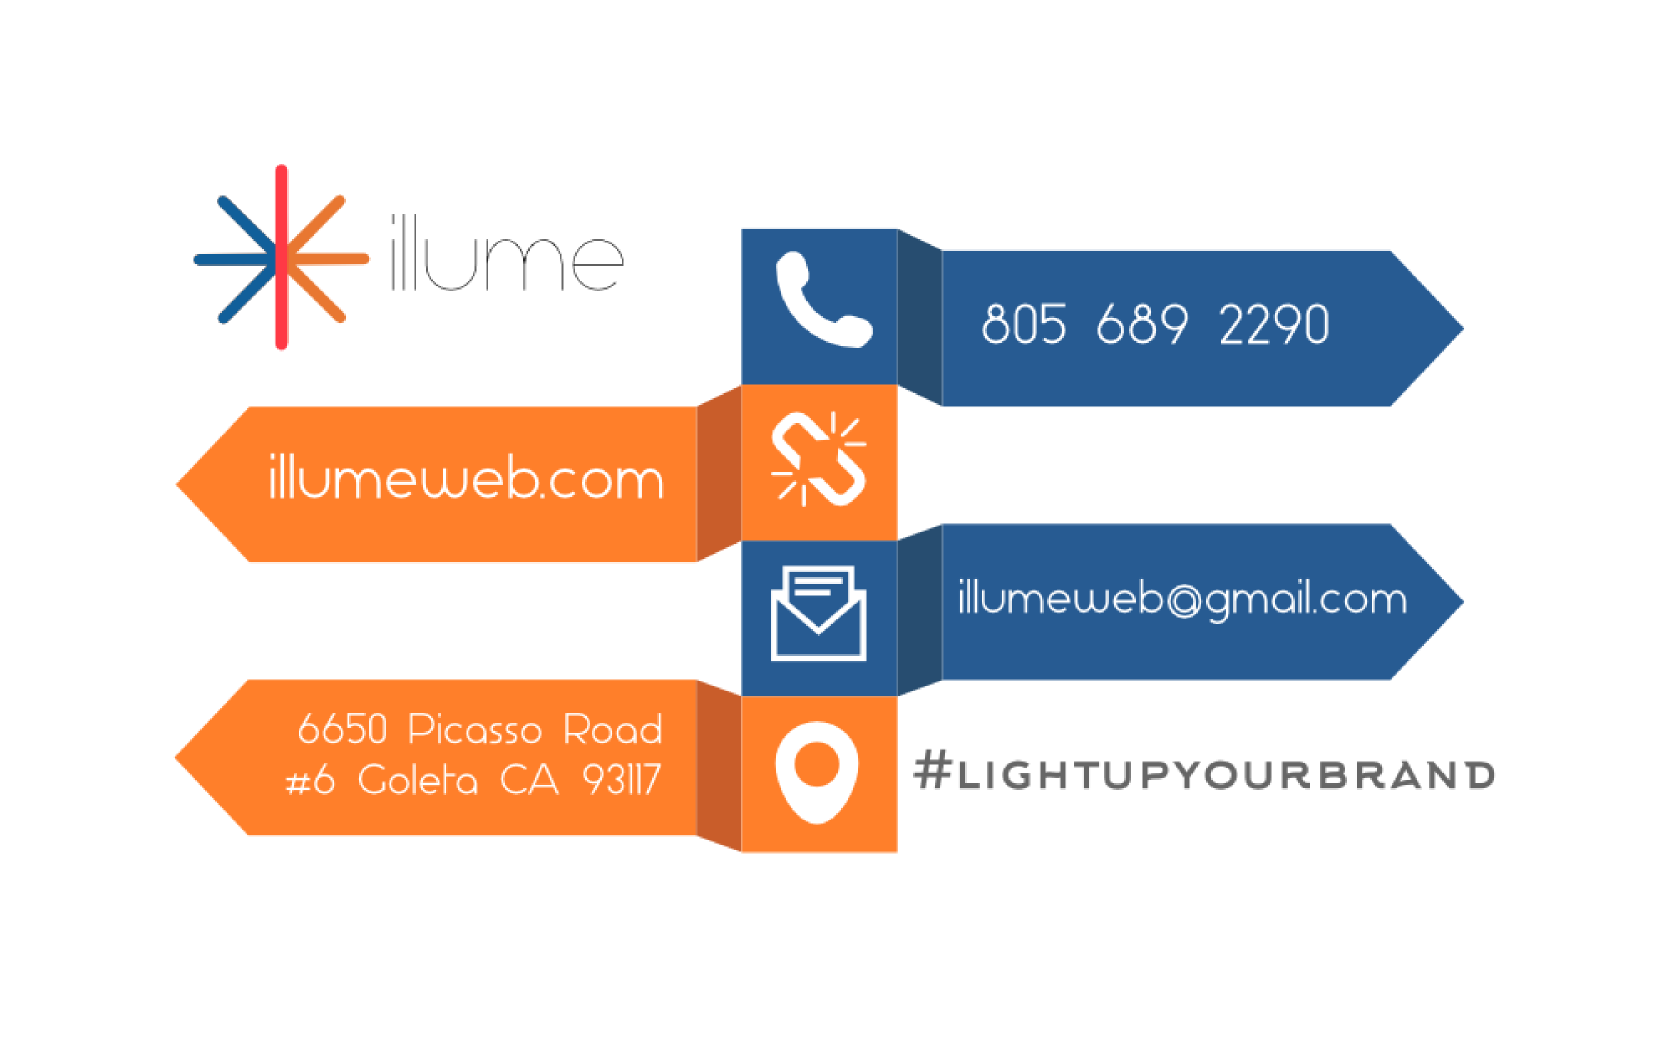 illume
805 689 2290
illumeweb.com
illumeweb@gmail.com
6650 Picasso Road
#6 Goleta CA 93117
#LIGHTUPYOURBRAND